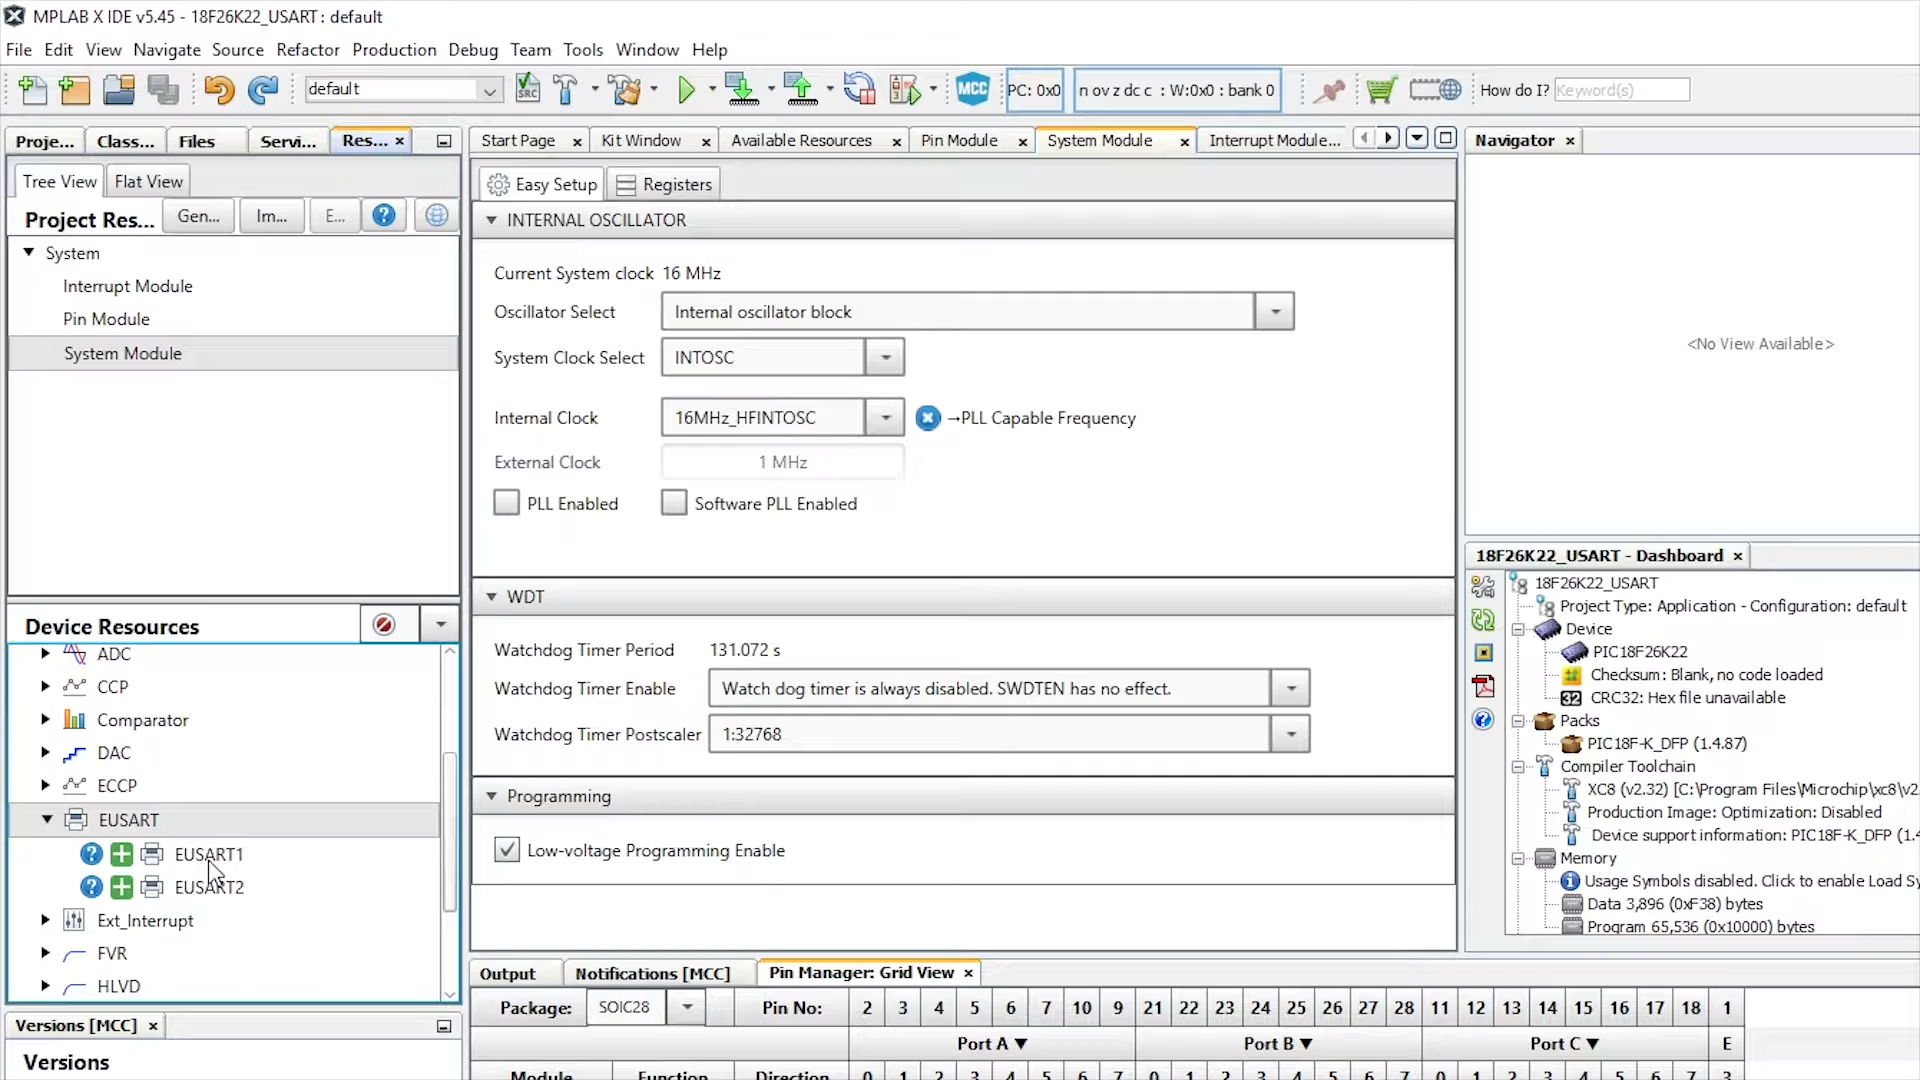 MPLAB X IDE v5.45 - 18F26K22_USART : default
File Edit View Navigate Source Refactor Production Debug Team Tools Window Help
default
SRC
MCC
PC: 0x0
n ov z dc c : W:0x0 : bank 0
How do I? Keyword(s)
Proje... Class... Files Servi... Res... ×
Start Page × Kit Window × Available Resources × Pin Module × System Module × Interrupt Module...
Navigator ×
Tree View Flat View
Easy Setup Registers
Project Res... Gen... Im... E... ?
INTERNAL OSCILLATOR
System
Interrupt Module
Pin Module
System Module
Current System clock 16 MHz
Oscillator Select Internal oscillator block
System Clock Select INTOSC
Internal Clock 16MHz_HFINTOSC →PLL Capable Frequency
External Clock 1 MHz
PLL Enabled Software PLL Enabled
<No View Available>
WDT
Watchdog Timer Period 131.072 s
Watchdog Timer Enable Watch dog timer is always disabled. SWDTEN has no effect.
Watchdog Timer Postscaler 1:32768
Programming
Low-voltage Programming Enable
Device Resources
ADC
CCP
Comparator
DAC
ECCP
EUSART
? EUSART1
? EUSART2
Ext_Interrupt
FVR
HLVD
18F26K22_USART - Dashboard ×
18F26K22_USART
Project Type: Application - Configuration: default
Device
PIC18F26K22
Checksum: Blank, no code loaded
32 CRC32: Hex file unavailable
Packs
PIC18F-K_DFP (1.4.87)
Compiler Toolchain
XC8 (v2.32) [C:\Program Files\Microchip\xc8\v2
Production Image: Optimization: Disabled
Device support information: PIC18F-K_DFP (1.4
Memory
Usage Symbols disabled. Click to enable Load Sy
Data 3,896 (0xF38) bytes
Program 65,536 (0x10000) bytes
Versions [MCC] ×
Versions
Output Notifications [MCC] Pin Manager: Grid View ×
Package: SOIC28 Pin No: 2 3 4 5 6 7 10 9 21 22 23 24 25 26 27 28 11 12 13 14 15 16 17 18 1
Port A ▼ Port B ▼ Port C ▼ E
Module Function Direction 0 1 2 3 4 5 6 7 0 1 2 3 4 5 6 7 0 1 2 3 4 5 6 7 3